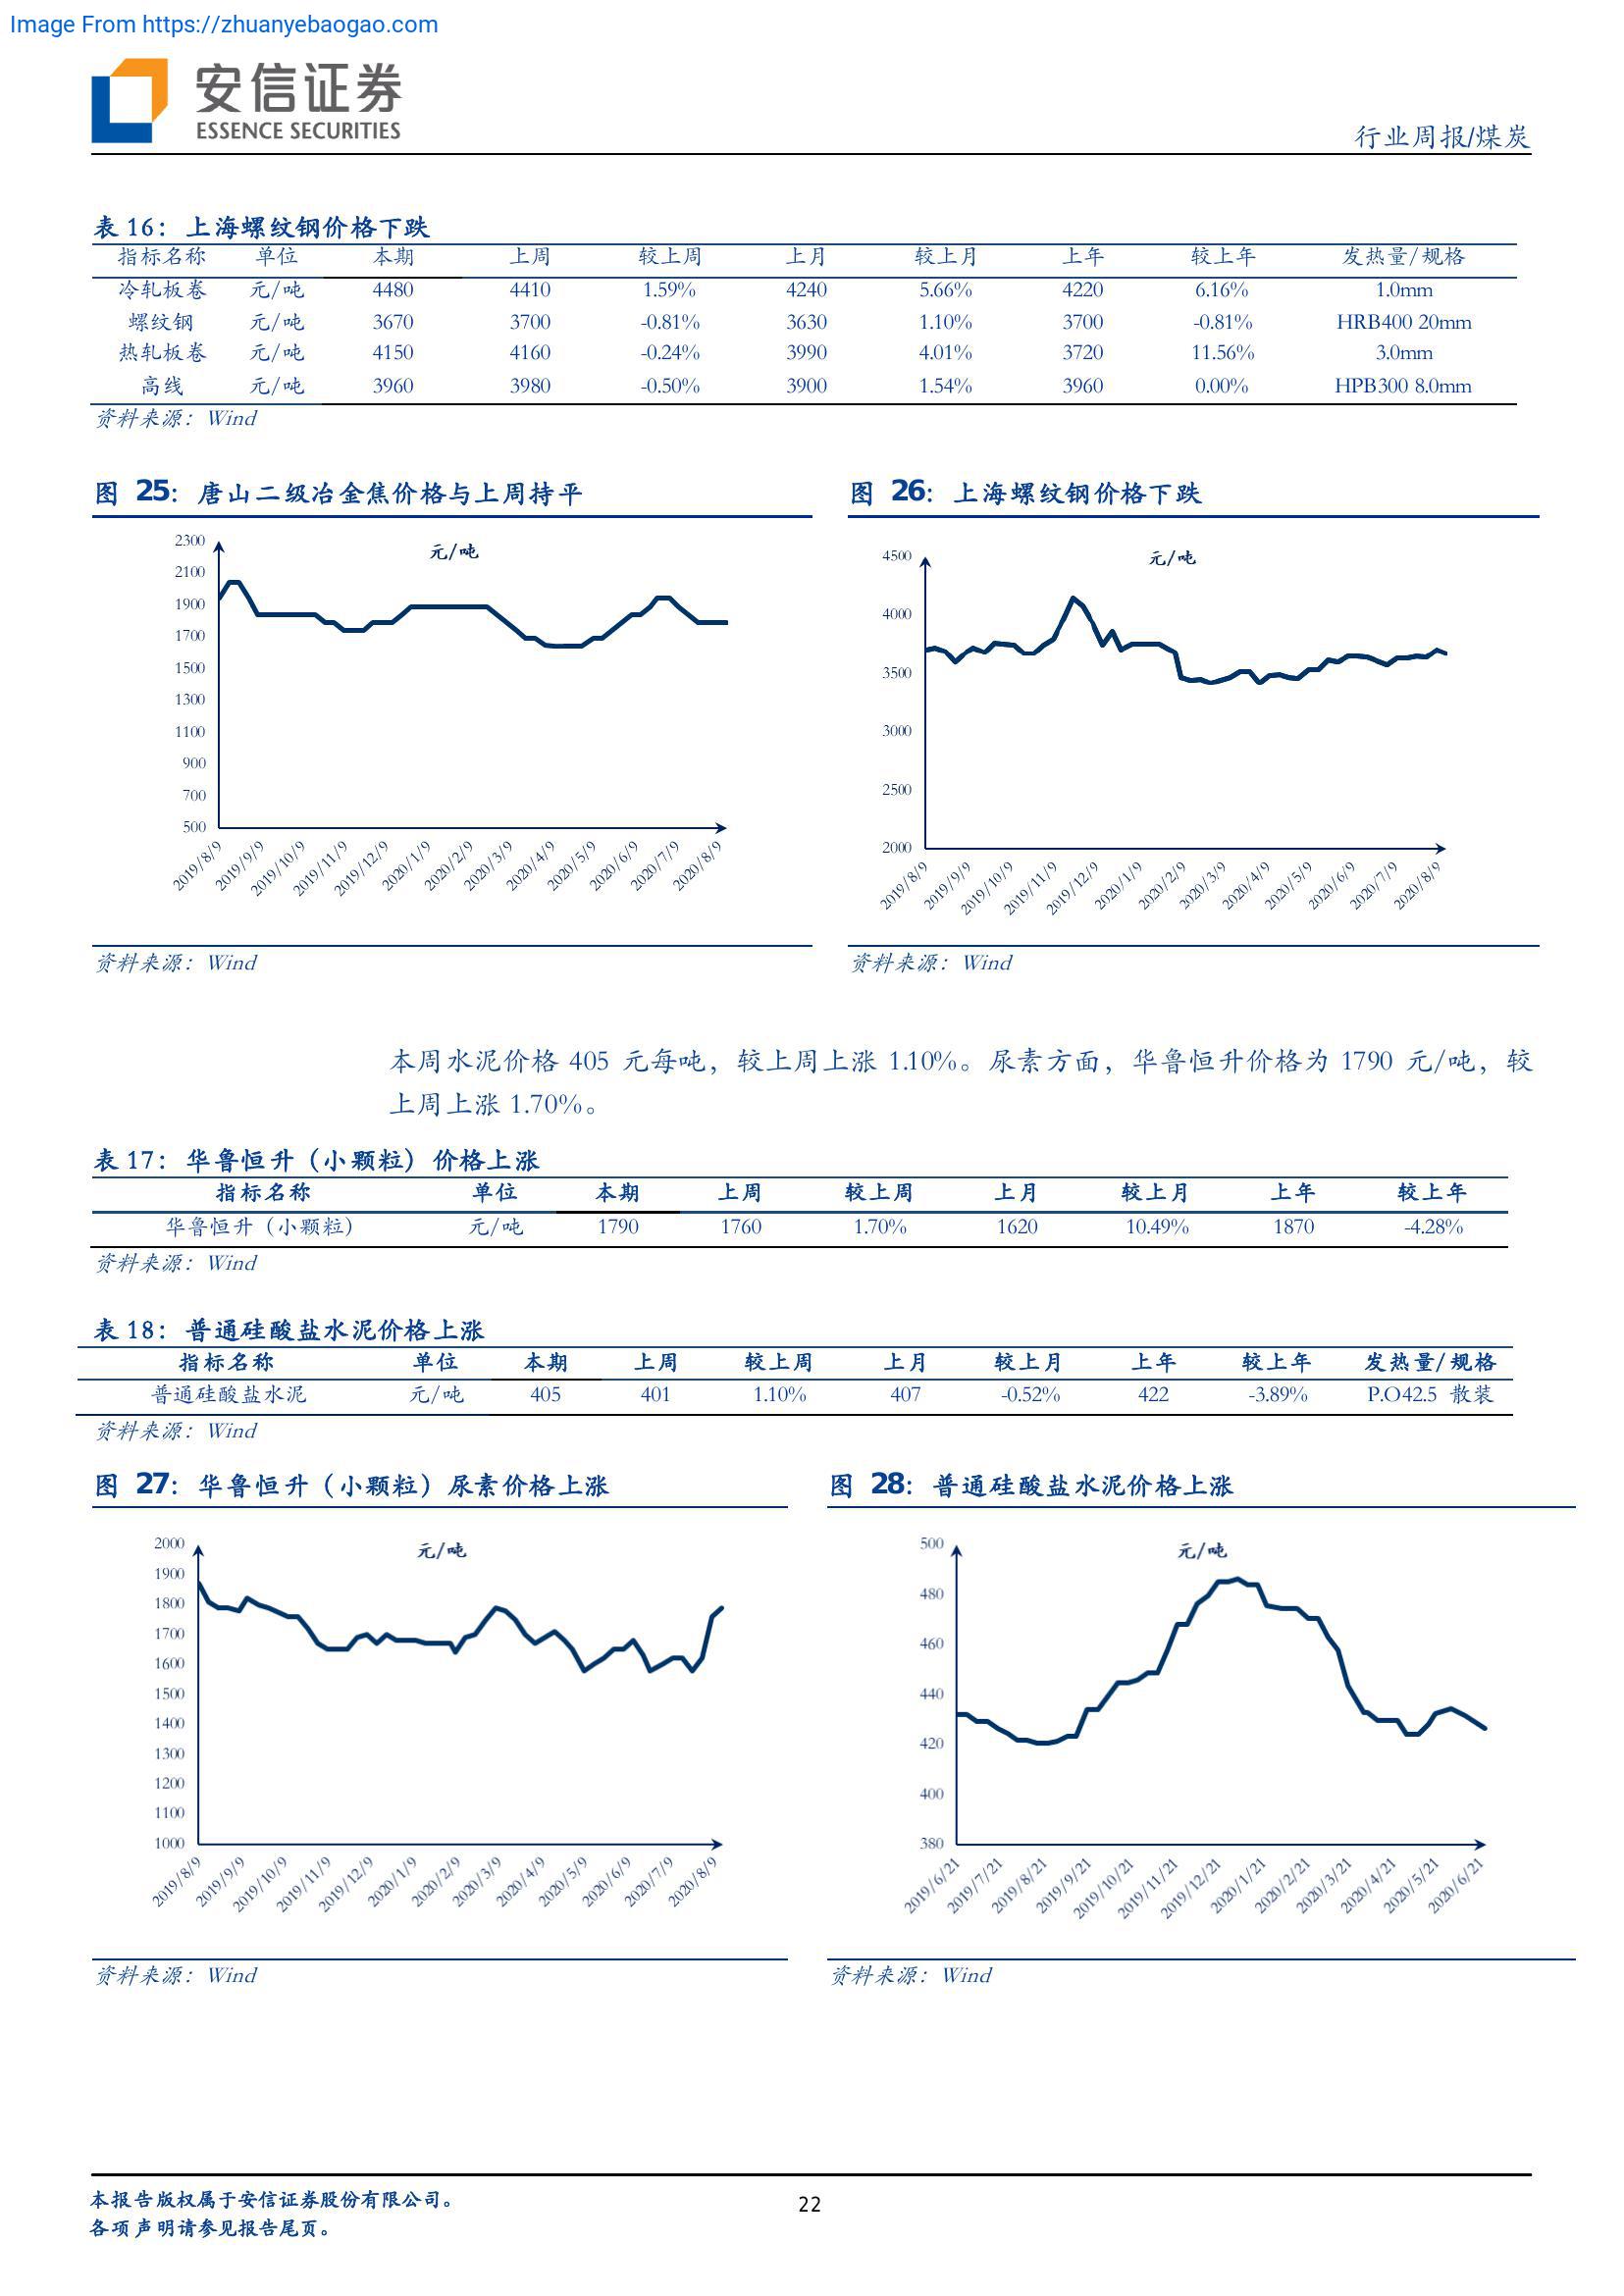 Image From https://zhuanyebaogao.com
安信证券
ESSENCE SECURITIES
行业周报/煤炭
表 16：上海螺纹钢价格下跌
指标名称 单位 本期 上周 较上周 上月 较上月 上年 较上年 发热量/规格
冷轧板卷 元/吨 4480 4410 1.59% 4240 5.66% 4220 6.16% 1.0mm
螺纹钢 元/吨 3670 3700 -0.81% 3630 1.10% 3700 -0.81% HRB400 20mm
热轧板卷 元/吨 4150 4160 -0.24% 3990 4.01% 3720 11.56% 3.0mm
高线 元/吨 3960 3980 -0.50% 3900 1.54% 3960 0.00% HPB300 8.0mm
资料来源：Wind
图 25：唐山二级冶金焦价格与上周持平
元/吨
2300
2100
1900
1700
1500
1300
1100
900
700
500
2019/8/9 2019/9/9 2019/10/9 2019/11/9 2019/12/9 2020/1/9 2020/2/9 2020/3/9 2020/4/9 2020/5/9 2020/6/9 2020/7/9 2020/8/9
资料来源：Wind
图 26：上海螺纹钢价格下跌
元/吨
4500
4000
3500
3000
2500
2000
2019/8/9 2019/9/9 2019/10/9 2019/11/9 2019/12/9 2020/1/9 2020/2/9 2020/3/9 2020/4/9 2020/5/9 2020/6/9 2020/7/9 2020/8/9
资料来源：Wind
本周水泥价格 405 元每吨，较上周上涨 1.10%。尿素方面，华鲁恒升价格为 1790 元/吨，较
上周上涨 1.70%。
表 17：华鲁恒升（小颗粒）价格上涨
指标名称 单位 本期 上周 较上周 上月 较上月 上年 较上年
华鲁恒升（小颗粒） 元/吨 1790 1760 1.70% 1620 10.49% 1870 -4.28%
资料来源：Wind
表 18：普通硅酸盐水泥价格上涨
指标名称 单位 本期 上周 较上周 上月 较上月 上年 较上年 发热量/规格
普通硅酸盐水泥 元/吨 405 401 1.10% 407 -0.52% 422 -3.89% P.O42.5 散装
资料来源：Wind
图 27：华鲁恒升（小颗粒）尿素价格上涨
元/吨
2000
1900
1800
1700
1600
1500
1400
1300
1200
1100
1000
2019/8/9 2019/9/9 2019/10/9 2019/11/9 2019/12/9 2020/1/9 2020/2/9 2020/3/9 2020/4/9 2020/5/9 2020/6/9 2020/7/9 2020/8/9
资料来源：Wind
图 28：普通硅酸盐水泥价格上涨
元/吨
500
480
460
440
420
400
380
2019/6/21 2019/7/21 2019/8/21 2019/9/21 2019/10/21 2019/11/21 2019/12/21 2020/1/21 2020/2/21 2020/3/21 2020/4/21 2020/5/21 2020/6/21
资料来源：Wind
本报告版权属于安信证券股份有限公司。
各项声明请参见报告尾页。
22